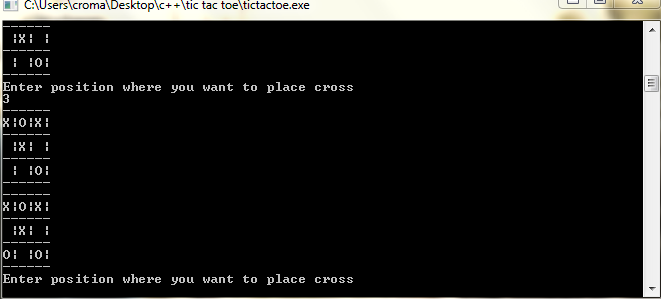 C:\Users\croma\Desktop\c++\tic tac toe\tictactoe.exe
------
 |X| |
------
 | |O|
------
Enter position where you want to place cross
3
------
X|O|X|
------
 |X| |
------
 | |O|
------
------
X|O|X|
------
 |X| |
------
O| |O|
------
Enter position where you want to place cross